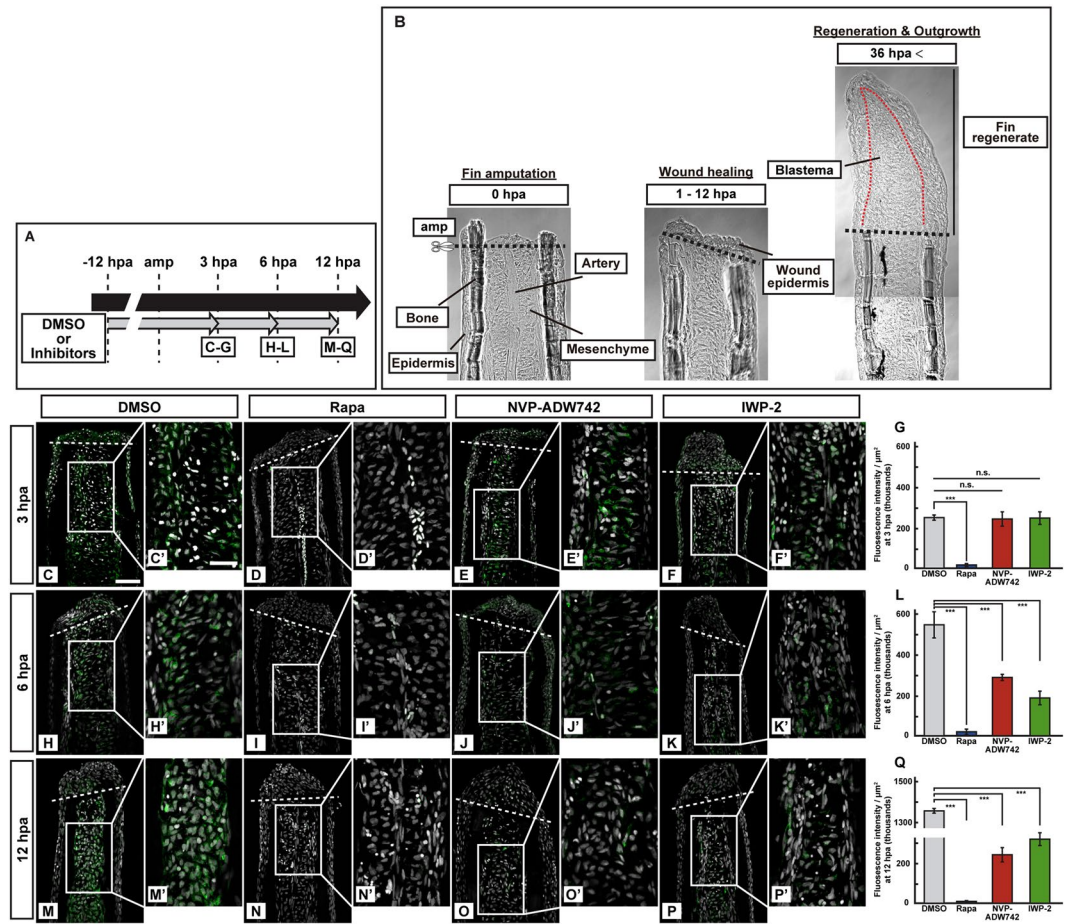 A
-12 hpa
amp
3 hpa
6 hpa
12 hpa
DMSO
or
Inhibitors
C-G
H-L
M-Q
B
Regeneration & Outgrowth
36 hpa <
Fin
regenerate
Blastema
Fin amputation
0 hpa
Wound healing
1 - 12 hpa
amp
Artery
Wound
epidermis
Bone
Epidermis
Mesenchyme
DMSO
Rapa
NVP-ADW742
IWP-2
3 hpa
C
C'
D
D'
E
E'
F
F'
G
Fluorescence intensity / μm²
at 3 hpa (thousands)
600
400
200
0
n.s.
n.s.
***
DMSO
Rapa
NVP-
ADW742
IWP-2
6 hpa
H
H'
I
I'
J
J'
K
K'
L
Fluorescence intensity / μm²
at 6 hpa (thousands)
600
400
200
0
***
***
***
DMSO
Rapa
NVP-
ADW742
IWP-2
12 hpa
M
M'
N
N'
O
O'
P
P'
Q
Fluorescence intensity / μm²
at 12 hpa (thousands)
1500
1300
200
0
***
***
***
DMSO
Rapa
NVP-
ADW742
IWP-2